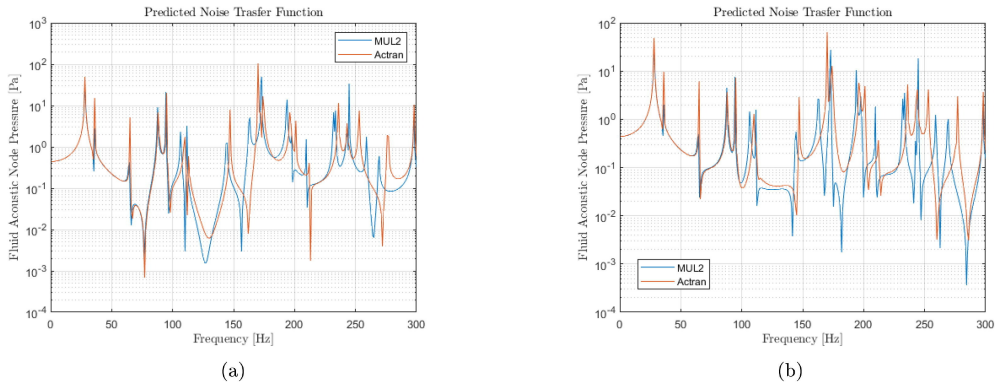 Predicted Noise Trasfer Function
Fluid Acoustic Node Pressure [Pa]
10^3
10^2
10^1
10^0
10^-1
10^-2
10^-3
10^-4
MUL2
Actran
0 50 100 150 200 250 300
Frequency [Hz]
(a)
Predicted Noise Trasfer Function
Fluid Acoustic Node Pressure [Pa]
10^2
10^1
10^0
10^-1
10^-2
10^-3
10^-4
MUL2
Actran
0 50 100 150 200 250 300
Frequency [Hz]
(b)